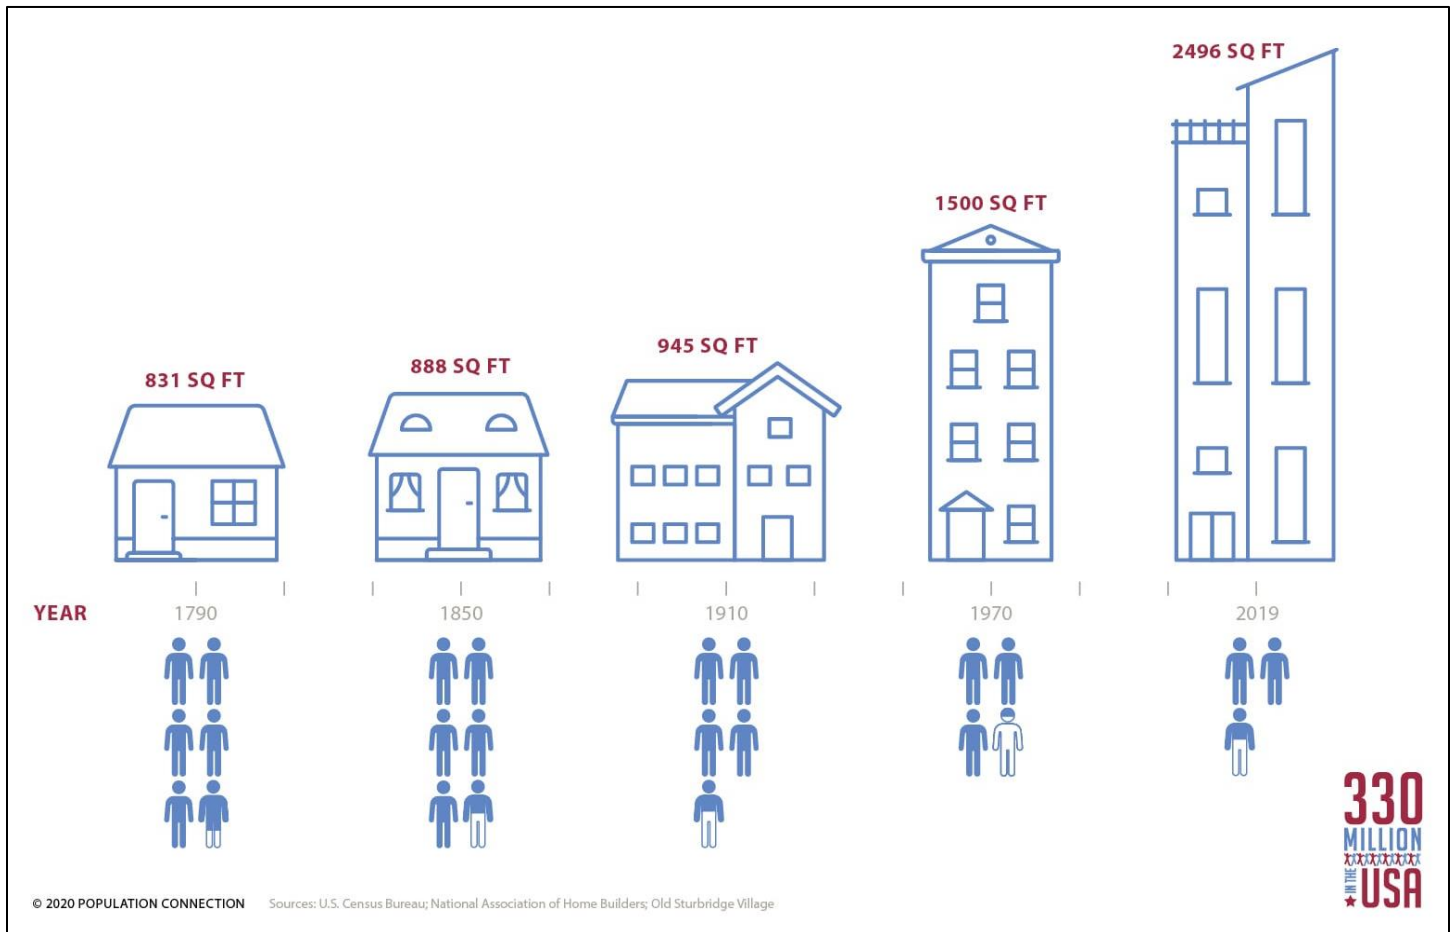 2496 SQ FT
1500 SQ FT
945 SQ FT
888 SQ FT
831 SQ FT
YEAR 1790 1850 1910 1970 2019
330
MILLION
IN THE
USA
© 2020 POPULATION CONNECTION Sources: U.S. Census Bureau; National Association of Home Builders; Old Sturbridge Village